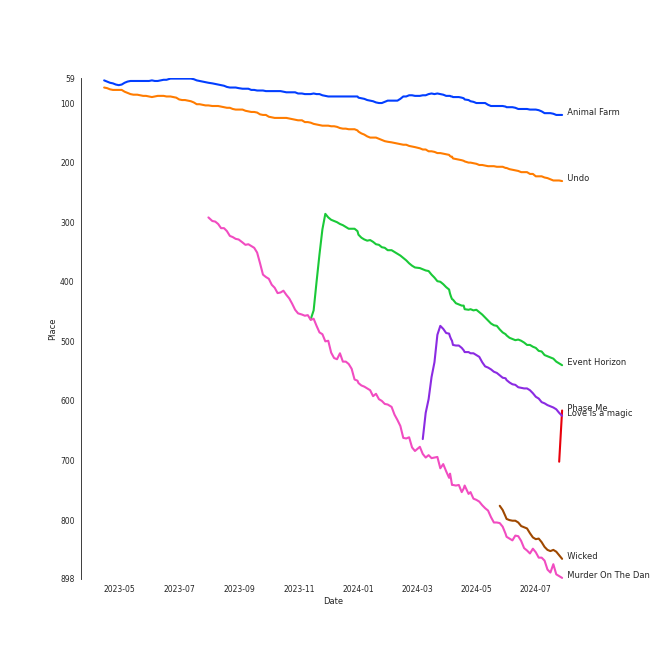 59
100
200
300
400
500
600
700
800
898
Place
2023-05
2023-07
2023-09
2023-11
2024-01
2024-03
2024-05
2024-07
Date
Animal Farm
Undo
Event Horizon
Phase Me
Love is a magic
Wicked
Murder On The Dan